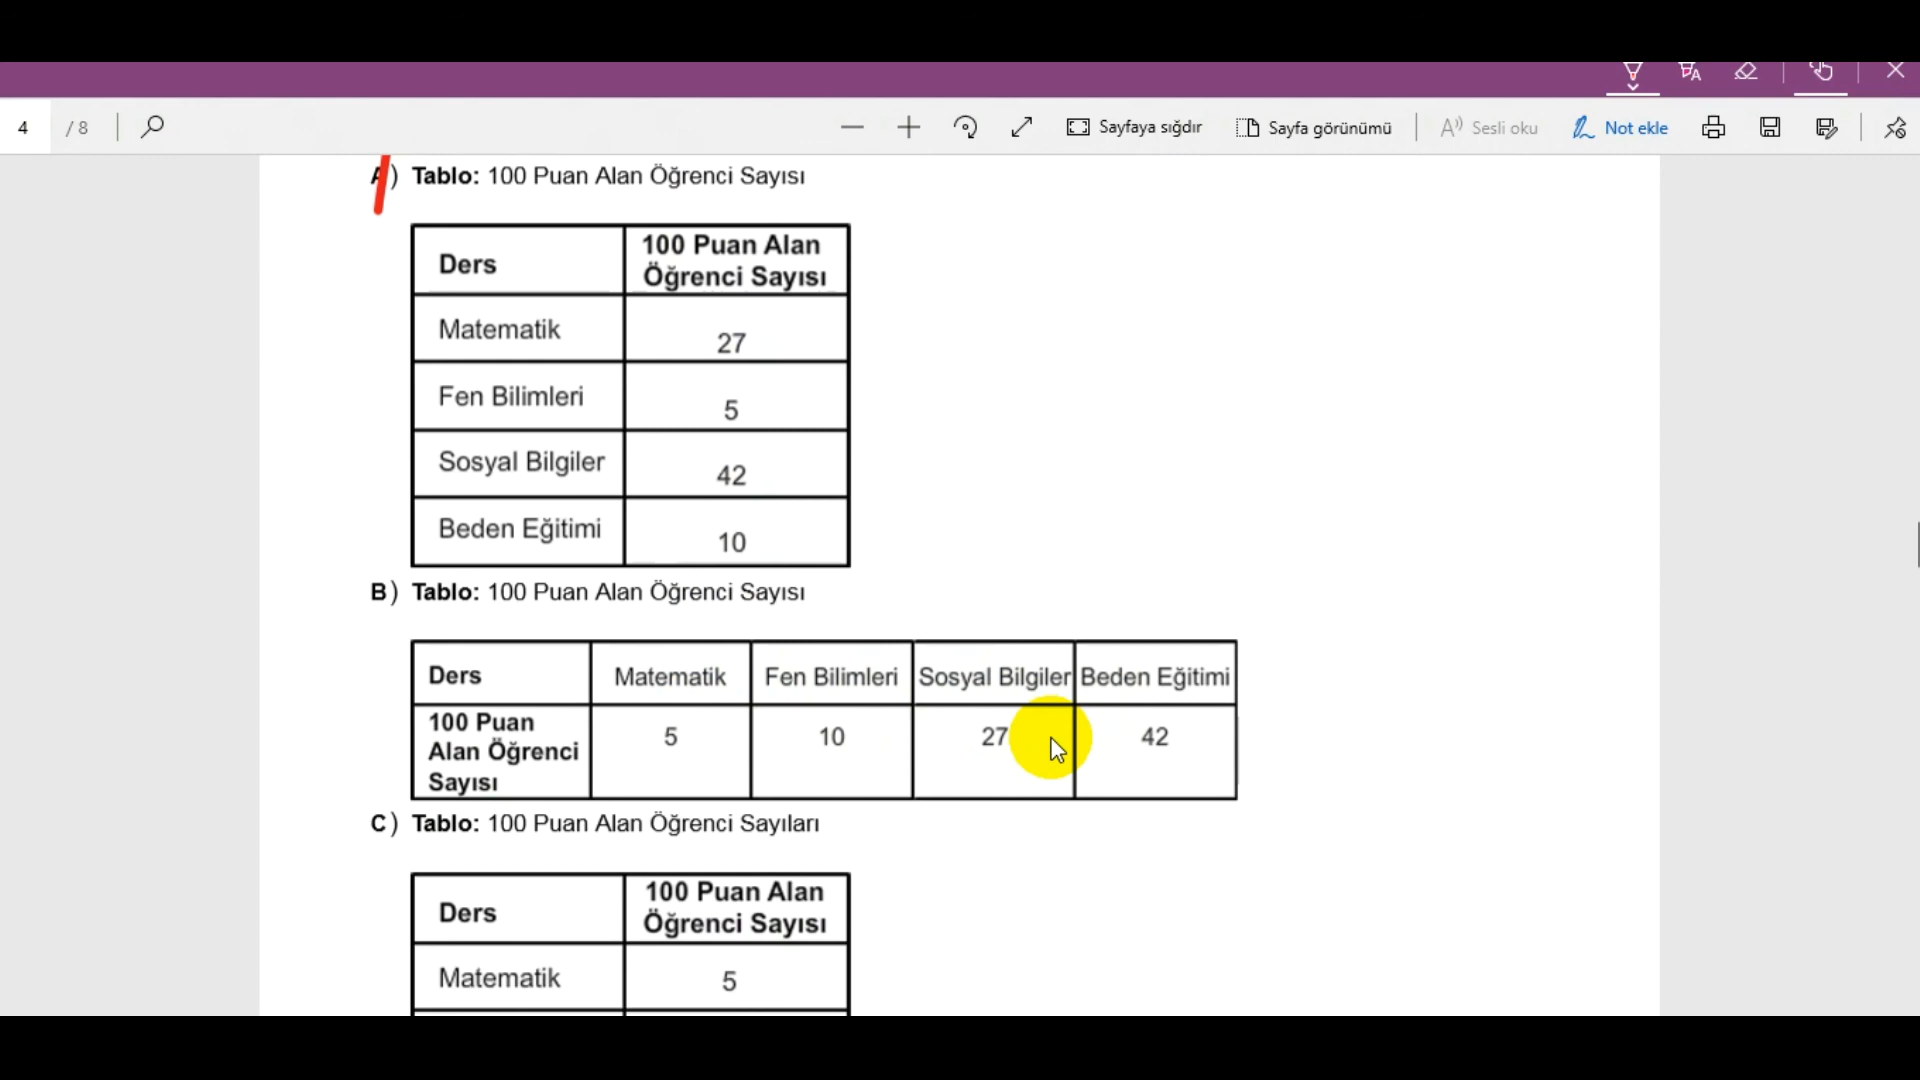 4 / 8 Sayfaya sığdır Sayfa görünümü Sesli oku Not ekle
A) Tablo: 100 Puan Alan Öğrenci Sayısı
Ders 100 Puan Alan Öğrenci Sayısı
Matematik 27
Fen Bilimleri 5
Sosyal Bilgiler 42
Beden Eğitimi 10
B) Tablo: 100 Puan Alan Öğrenci Sayısı
Ders Matematik Fen Bilimleri Sosyal Bilgiler Beden Eğitimi
100 Puan Alan Öğrenci Sayısı 5 10 27 42
C) Tablo: 100 Puan Alan Öğrenci Sayıları
Ders 100 Puan Alan Öğrenci Sayısı
Matematik 5